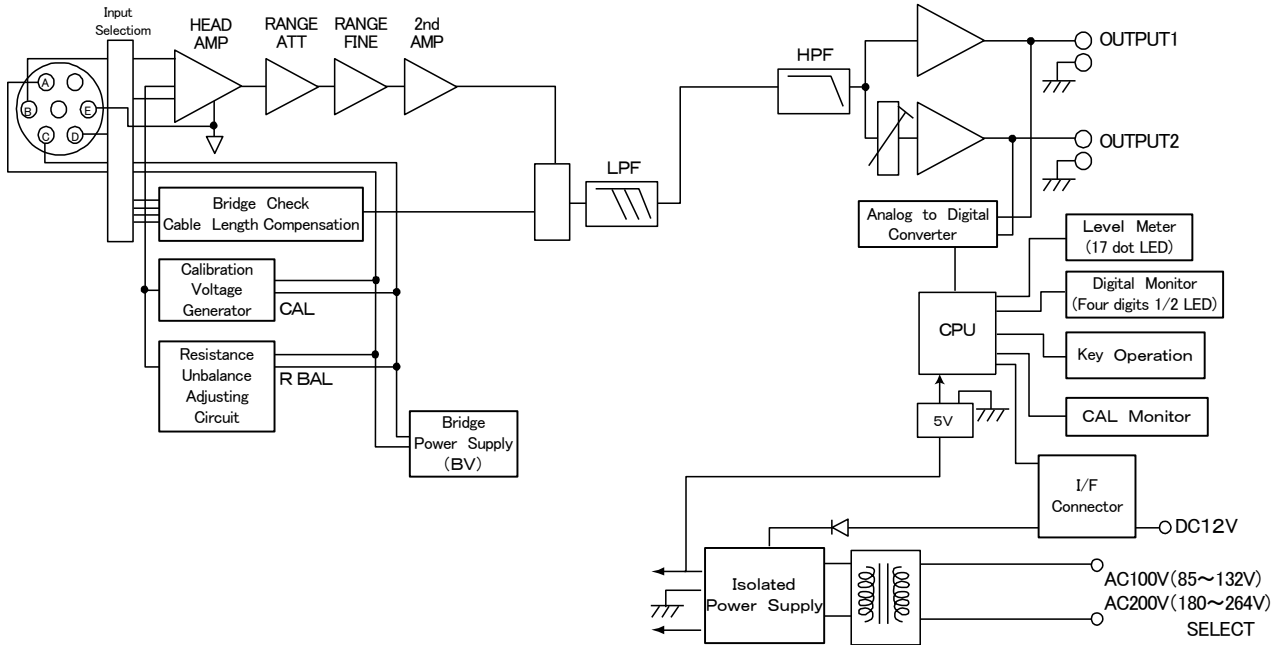 Input
Selectiom
HEAD
AMP
RANGE
ATT
RANGE
FINE
2nd
AMP
A
B
E
C
D
Bridge Check
Cable Length Compensation
Calibration
Voltage
Generator
CAL
Resistance
Unbalance
Adjusting
Circuit
R BAL
Bridge
Power Supply
(BV)
LPF
HPF
OUTPUT1
OUTPUT2
Analog to Digital
Converter
Level Meter
(17 dot LED)
Digital Monitor
(Four digits 1/2 LED)
CPU
Key Operation
CAL Monitor
5V
I/F
Connector
DC12V
Isolated
Power Supply
AC100V(85～132V)
AC200V(180～264V)
SELECT